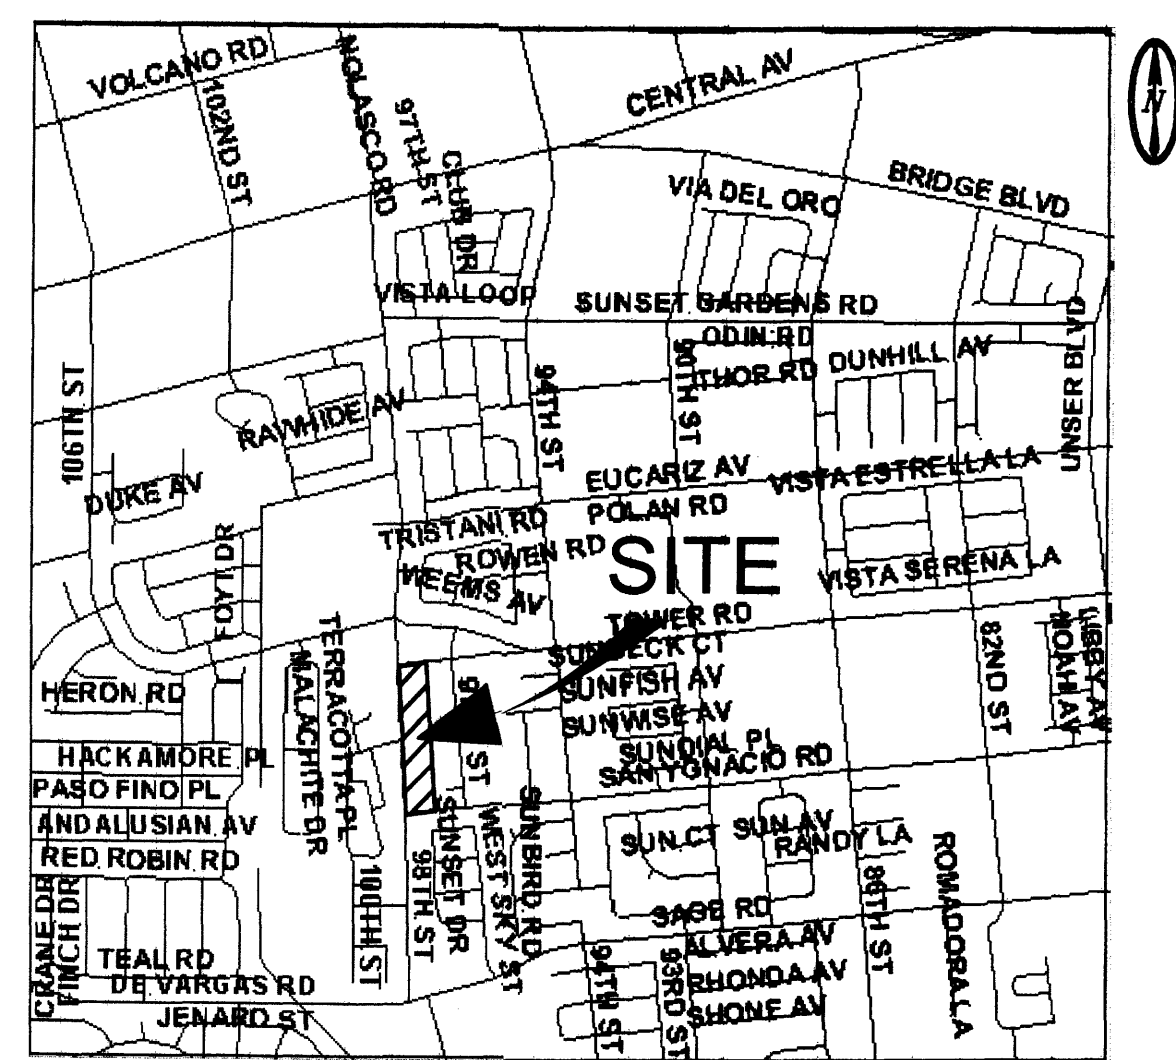 VOLCANO RD
102ND ST
NOLASCO RD
97TH ST
CLUB DR
CENTRAL AV
N
VIA DEL ORO
BRIDGE BLVD
VISTA LOOP
SUNSET GARDENS RD
ODIN RD
THOR RD
DUNHILL AV
UNSER BLVD
106TH ST
94TH ST
90TH ST
RAWHIDE AV
DUKE AV
EUCARIZ AV
VISTA ESTRELLA LA
POLAN RD
TRISTANI RD
ROWEN RD
WEEMS AV
SITE
VISTA SERENA LA
FOYT DR
TOWER RD
SUNBECK CT
82ND ST
NOAH AV
LIBBY AV
TERRACOTTA PL
MALACHITE DR
HERON RD
SUNFISH AV
SUNWISE AV
SUNDIAL PL
SAN YGNACIO RD
HACKAMORE PL
PASO FINO PL
ANDALUSIAN AV
RED ROBIN RD
ST
SUNSET DR
WEST SKY ST
SUNBIRD RD
SUN CT
SUN AV
RANDY LA
98TH ST
100TH ST
86TH ST
ROMADORA LA
CRANE DR
FINCH DR
SAGE RD
ALVERA AV
RHONDA AV
SHONE AV
94TH ST
93RD ST
TEAL RD
DE VARGAS RD
JENARO ST